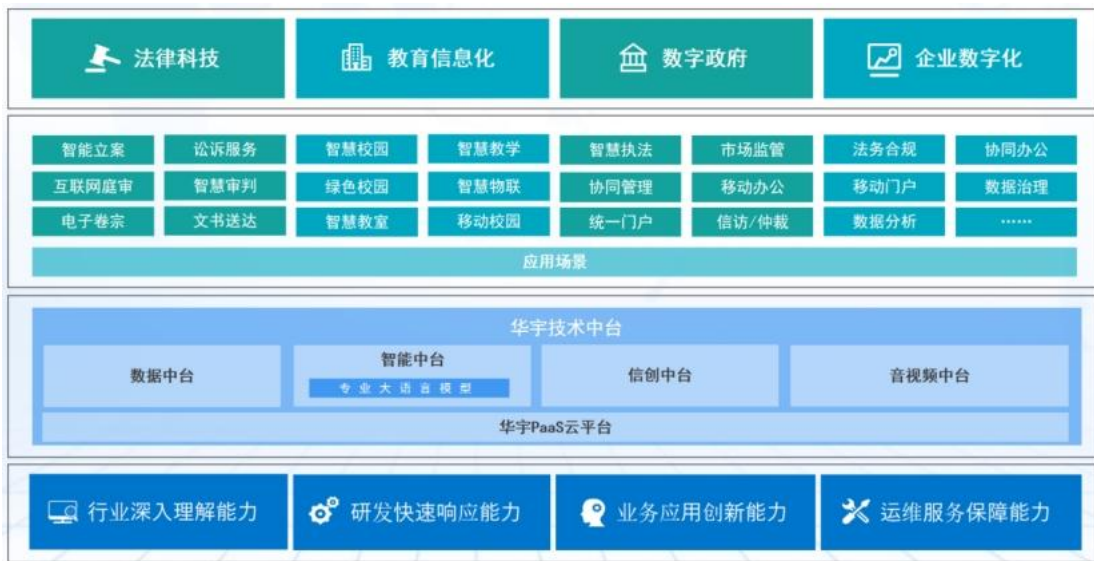 法律科技 教育信息化 数字政府 企业数字化
智能立案 讼诉服务 智慧校园 智慧教学 智慧执法 市场监管 法务合规 协同办公
互联网庭审 智慧审判 绿色校园 智慧物联 协同管理 移动办公 移动门户 数据治理
电子卷宗 文书送达 智慧教室 移动校园 统一门户 信访/仲裁 数据分析 ……
应用场景
华宇技术中台
数据中台 智能中台 信创中台 音视频中台
专业大语言模型
华宇PaaS云平台
行业深入理解能力 研发快速响应能力 业务应用创新能力 运维服务保障能力